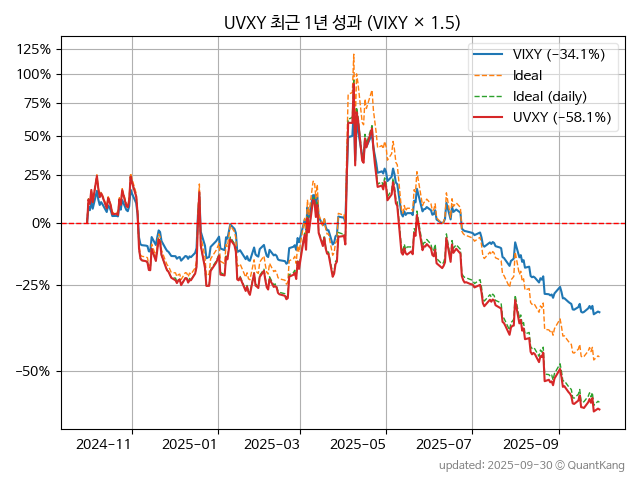 UVXY 최근 1년 성과 (VIXY × 1.5)
125%
100%
75%
50%
25%
0%
−25%
−50%
VIXY (−34.1%)
Ideal
Ideal (daily)
UVXY (−58.1%)
2024−11
2025−01
2025−03
2025−05
2025−07
2025−09
updated: 2025−09−30 © QuantKang